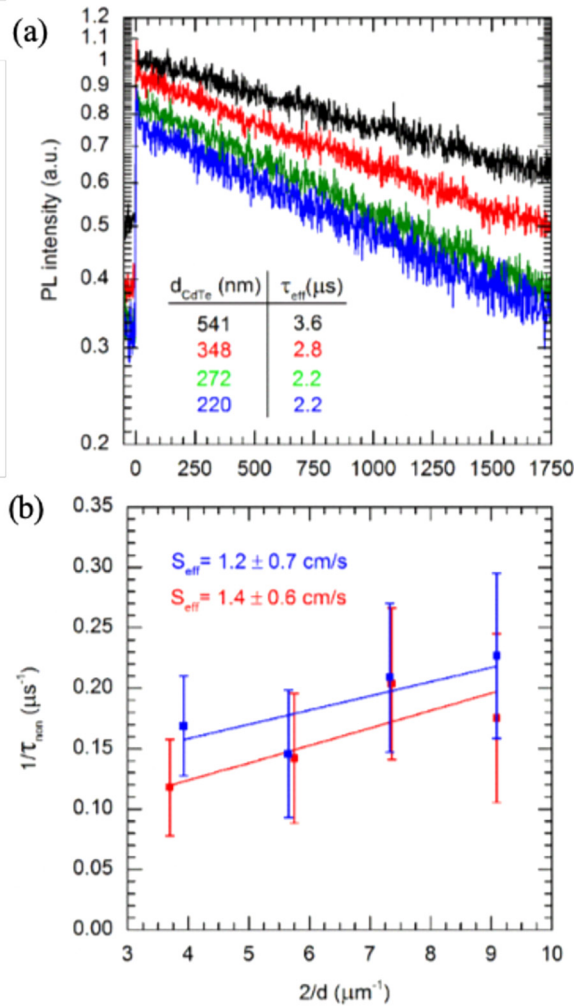 (a)
1.2
1.1
1
0.9
0.8
0.7
0.6
0.5
0.4
0.3
0.2
PL intensity (a.u.)
d_CdTe (nm) τ_eff(μs)
541 3.6
348 2.8
272 2.2
220 2.2
0 250 500 750 1000 1250 1500 1750
(b)
0.35
0.30
0.25
0.20
0.15
0.10
0.05
0.00
1/τ_non (μs⁻¹)
S_eff= 1.2 ± 0.7 cm/s
S_eff= 1.4 ± 0.6 cm/s
3 4 5 6 7 8 9 10
2/d (μm⁻¹)